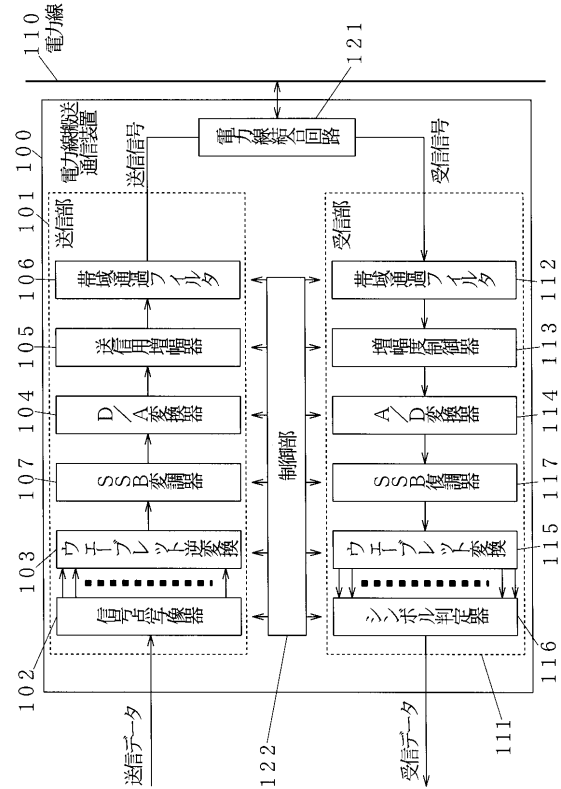 110
電力線
100
電力線搬送
通信装置
121
電力線結合回路
送信信号
受信信号
101
送信部
受信部
106
帯域通過フィルタ
105
送信用増幅器
104
D/A変換器
107
SSB変調器
103
ウエーブレット逆変換
102
信号点写像器
制御部
122
帯域通過フィルタ
112
増幅度制御器
113
A/D変換器
114
SSB復調器
117
ウエーブレット変換
115
シンボル判定器
116
111
送信データ
受信データ